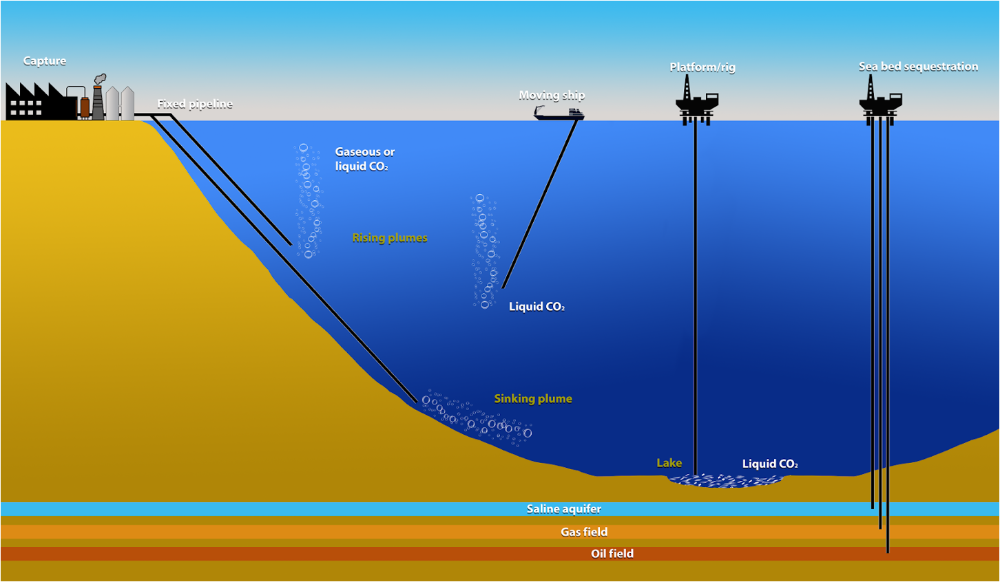 Capture
Platform/rig
Sea bed sequestration
Moving ship
Fixed pipeline
Gaseous or
liquid CO₂
Rising plumes
Liquid CO₂
Sinking plume
Lake
Liquid CO₂
Saline aquifer
Gas field
Oil field